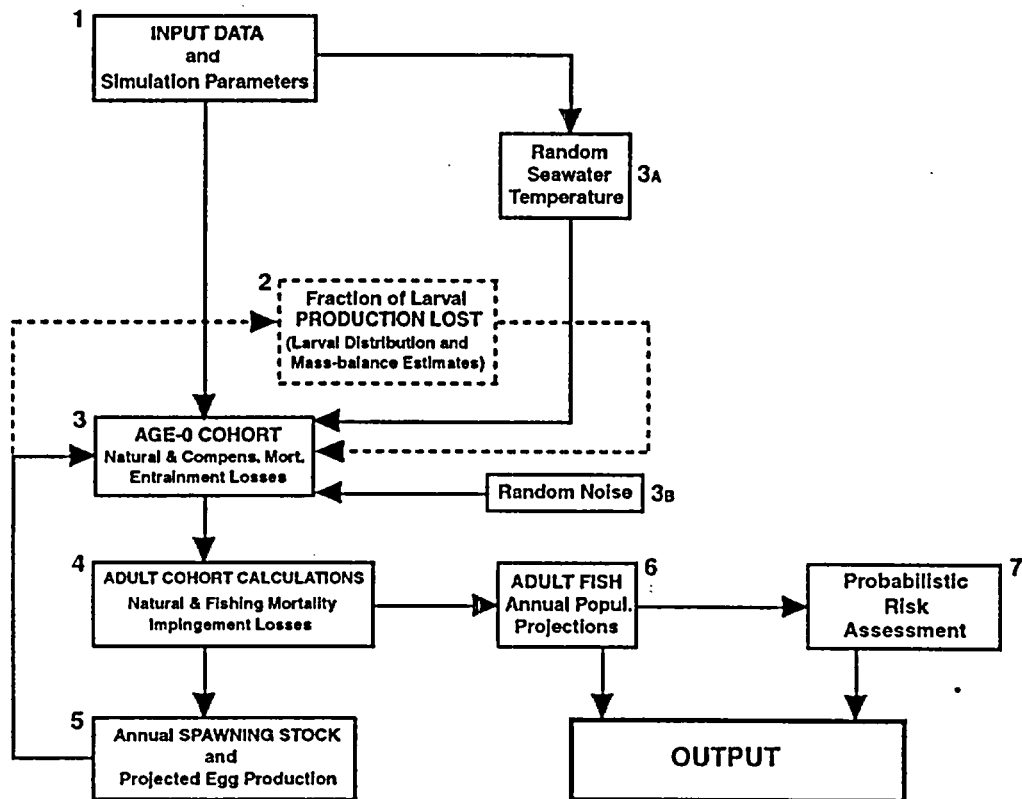 1
INPUT DATA
and
Simulation Parameters
Random
Seawater
Temperature
3A
2
Fraction of Larval
PRODUCTION LOST
(Larval Distribution and
Mass-balance Estimates)
3
AGE-0 COHORT
Natural & Compens. Mort.
Entrainment Losses
Random Noise
3B
4
ADULT COHORT CALCULATIONS
Natural & Fishing Mortality
Impingement Losses
6
ADULT FISH
Annual Popul.
Projections
7
Probabilistic
Risk
Assessment
5
Annual SPAWNING STOCK
and
Projected Egg Production
OUTPUT